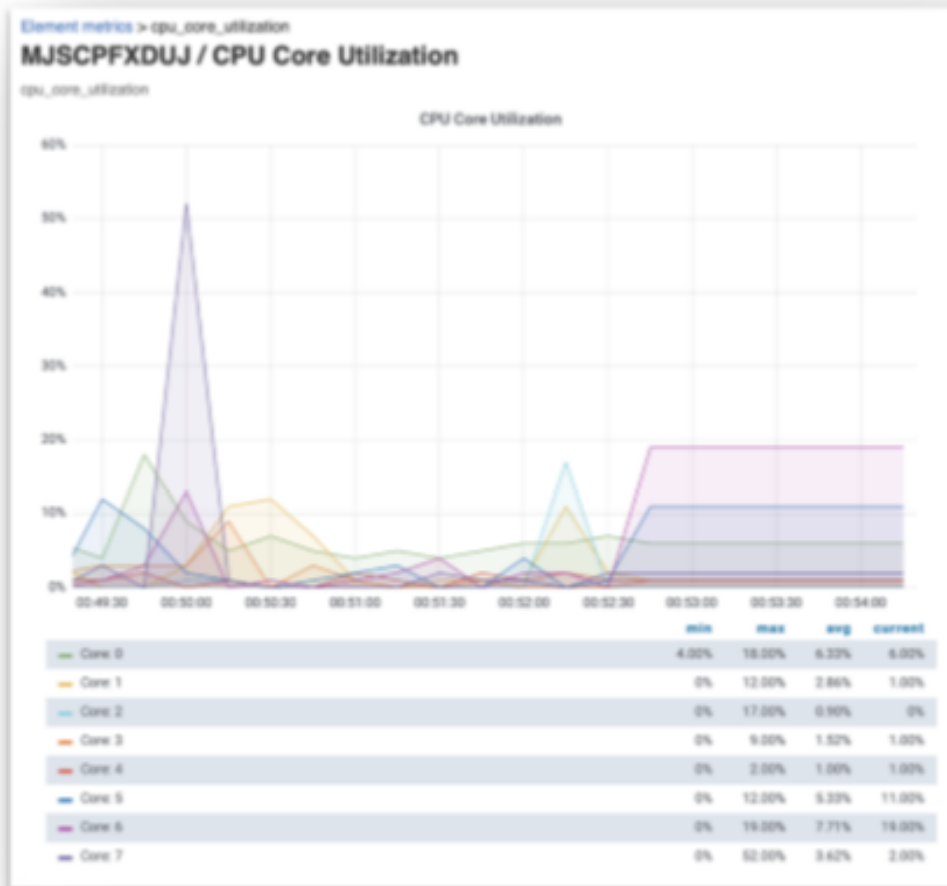 Element metrics > cpu_core_utilization
MJSCPFXDUJ / CPU Core Utilization
cpu_core_utilization
CPU Core Utilization
60%
50%
40%
30%
20%
10%
0%
00:49:30 00:50:00 00:50:30 00:51:00 00:51:30 00:52:00 00:52:30 00:53:00 00:53:30 00:54:00
min max avg current
Core: 0 4.00% 18.00% 6.33% 6.00%
Core: 1 0% 12.00% 2.86% 1.00%
Core: 2 0% 17.00% 0.90% 0%
Core: 3 0% 9.00% 1.52% 1.00%
Core: 4 0% 2.00% 1.00% 1.00%
Core: 5 0% 12.00% 5.33% 11.00%
Core: 6 0% 19.00% 7.71% 19.00%
Core: 7 0% 52.00% 3.62% 2.00%